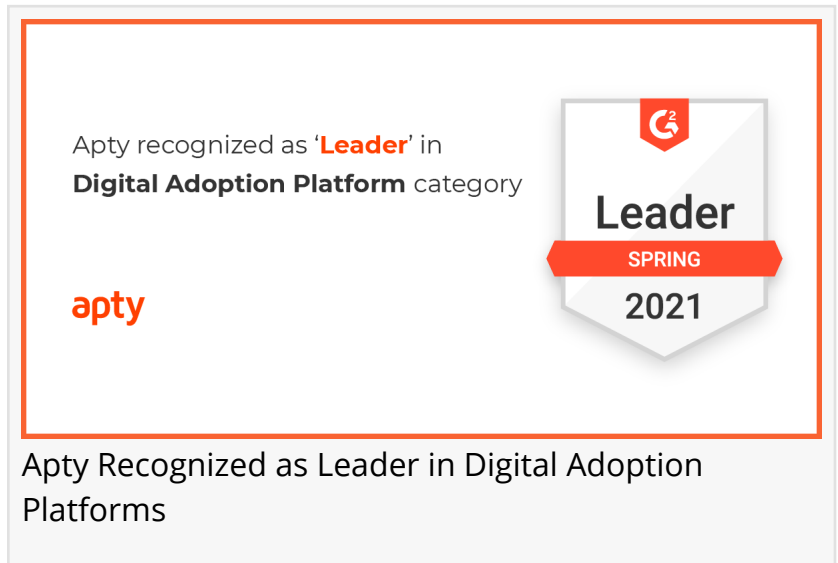 Apty recognized as ‘Leader’ in
Digital Adoption Platform category
apty
G2
Leader
SPRING
2021
Apty Recognized as Leader in Digital Adoption
Platforms